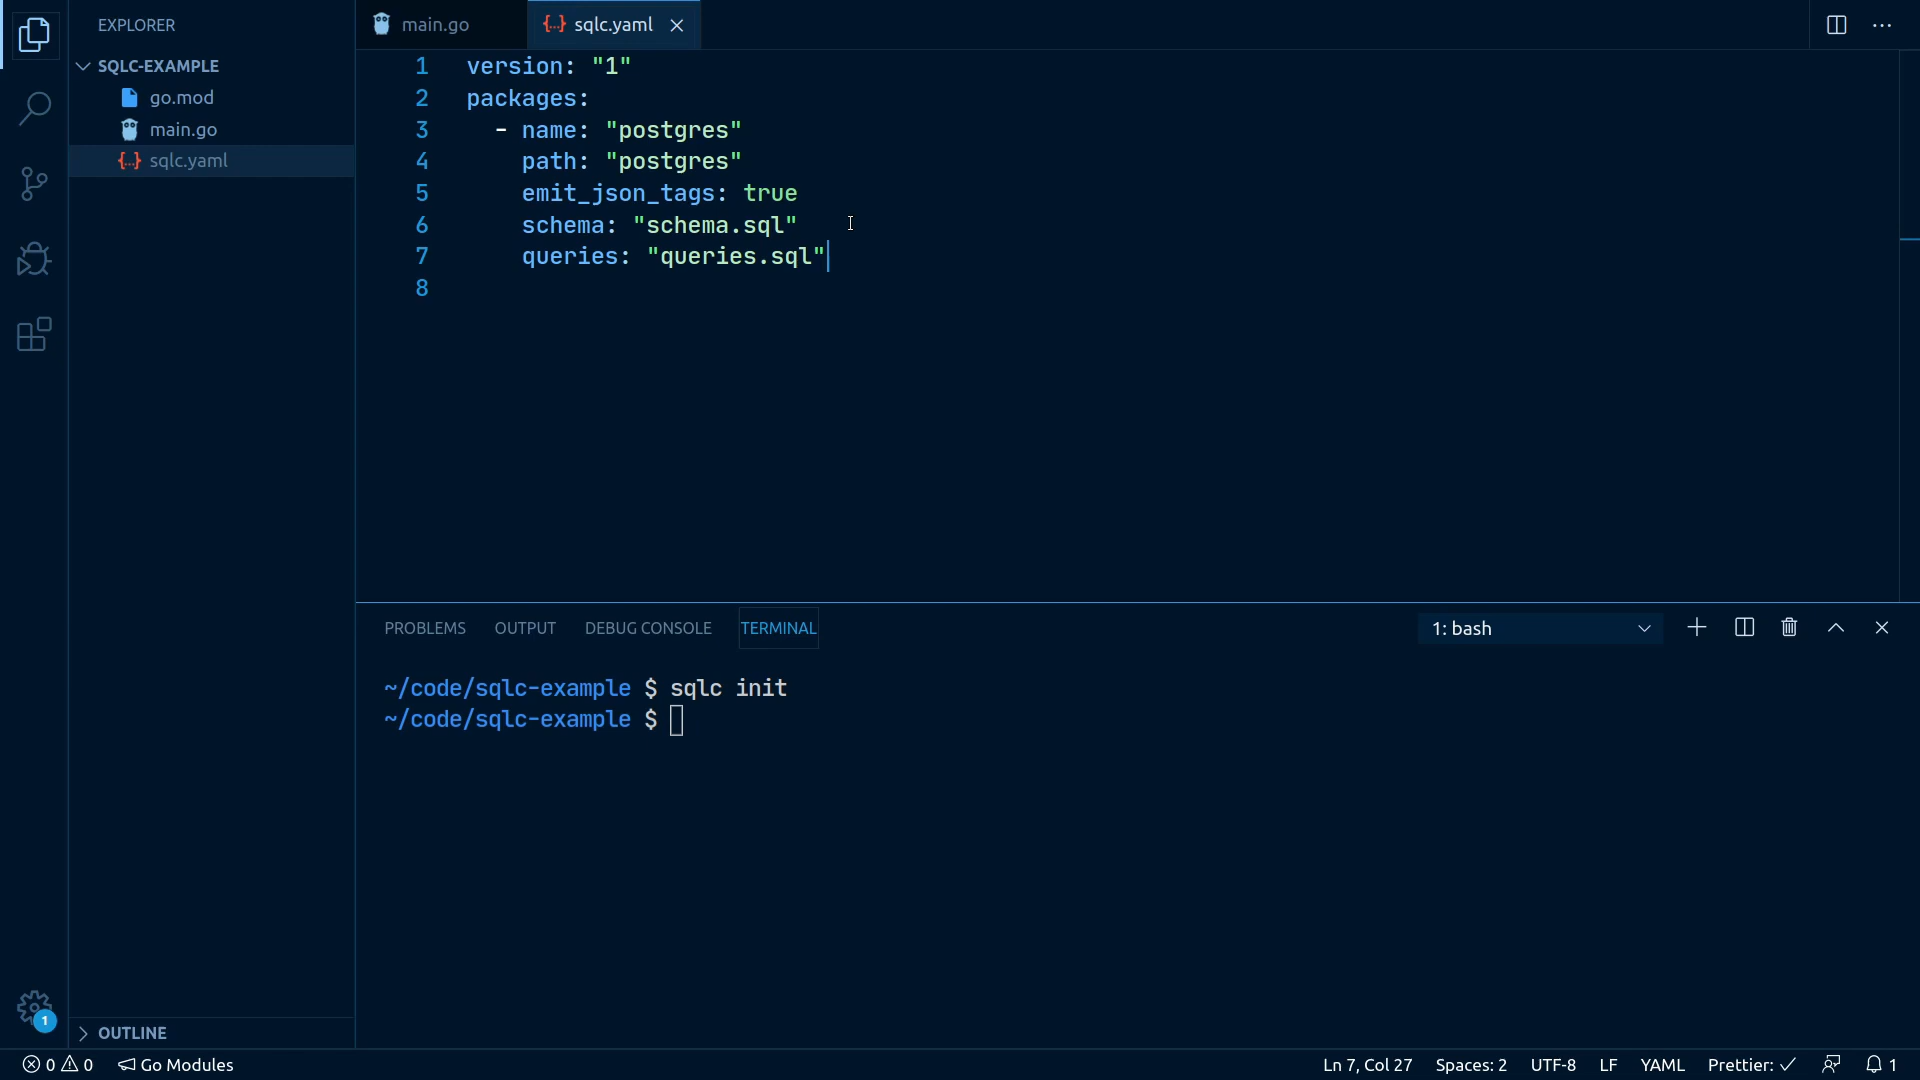 EXPLORER
SQLC-EXAMPLE
go.mod
main.go
sqlc.yaml
main.go
{..} sqlc.yaml
1 version: "1"
2 packages:
3 - name: "postgres"
4 path: "postgres"
5 emit_json_tags: true
6 schema: "schema.sql"
7 queries: "queries.sql"
8
PROBLEMS OUTPUT DEBUG CONSOLE TERMINAL 1: bash
~/code/sqlc-example $ sqlc init
~/code/sqlc-example $
1
OUTLINE
0 0 Go Modules Ln 7, Col 27 Spaces: 2 UTF-8 LF YAML Prettier: ✓ 1